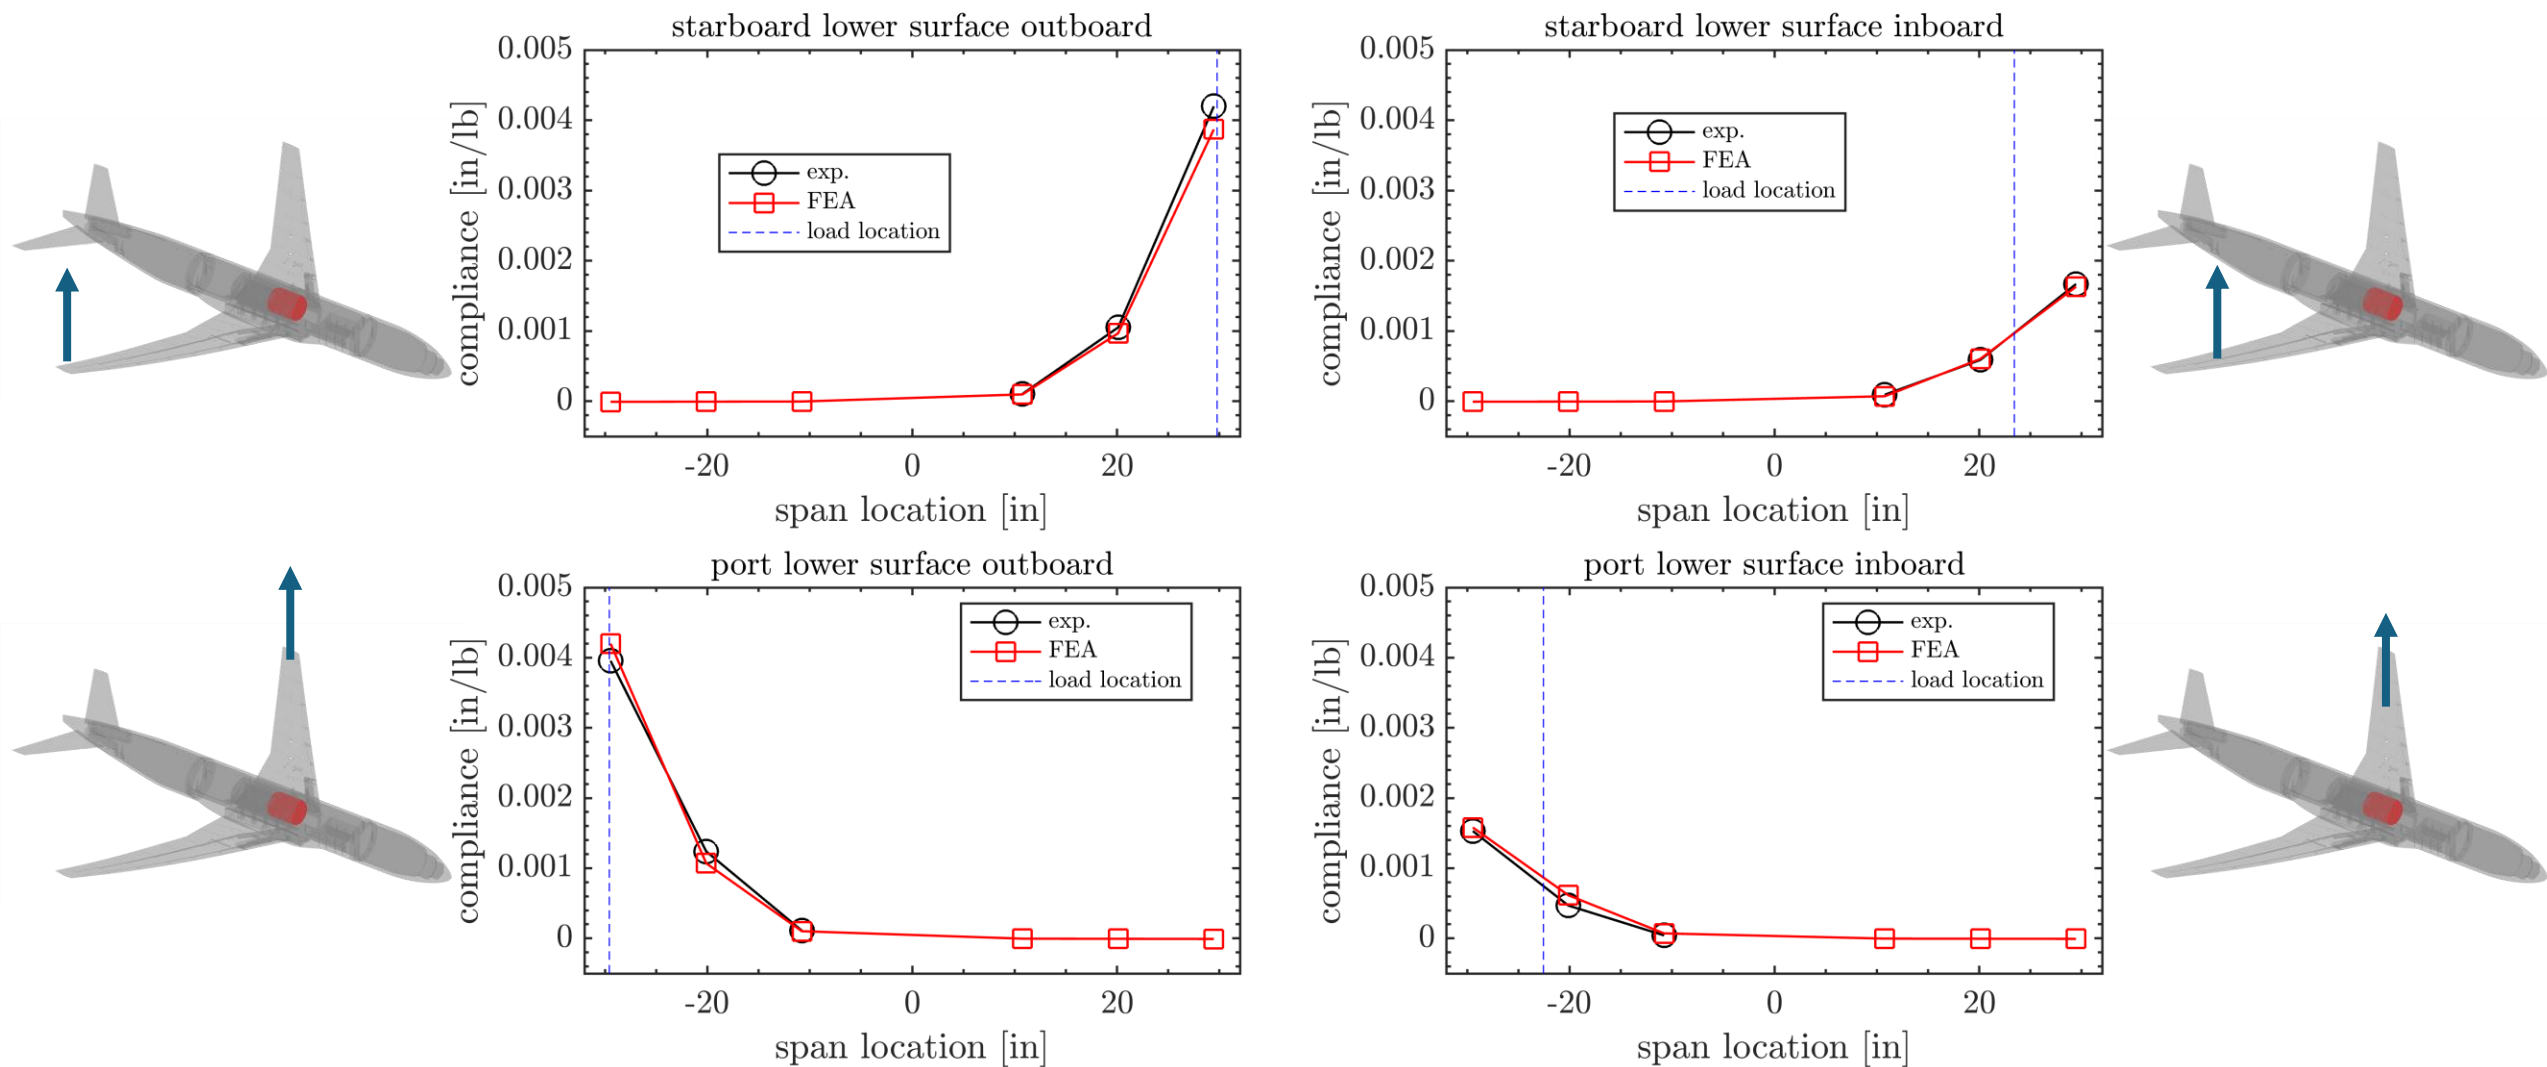 starboard lower surface outboard
0.005
0.004
0.003
0.002
0.001
0
compliance [in/lb]
exp.
FEA
load location
-20 0 20
span location [in]
starboard lower surface inboard
0.005
0.004
0.003
0.002
0.001
0
compliance [in/lb]
exp.
FEA
load location
-20 0 20
span location [in]
port lower surface outboard
0.005
0.004
0.003
0.002
0.001
0
compliance [in/lb]
exp.
FEA
load location
-20 0 20
span location [in]
port lower surface inboard
0.005
0.004
0.003
0.002
0.001
0
compliance [in/lb]
exp.
FEA
load location
-20 0 20
span location [in]